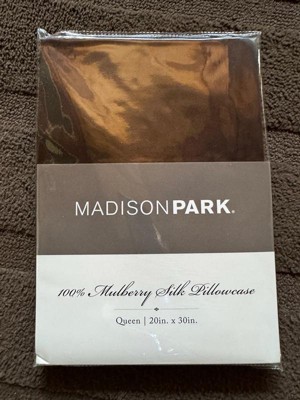 MADISONPARK®
100% Mulberry Silk Pillowcase
Queen | 20in. x 30in.